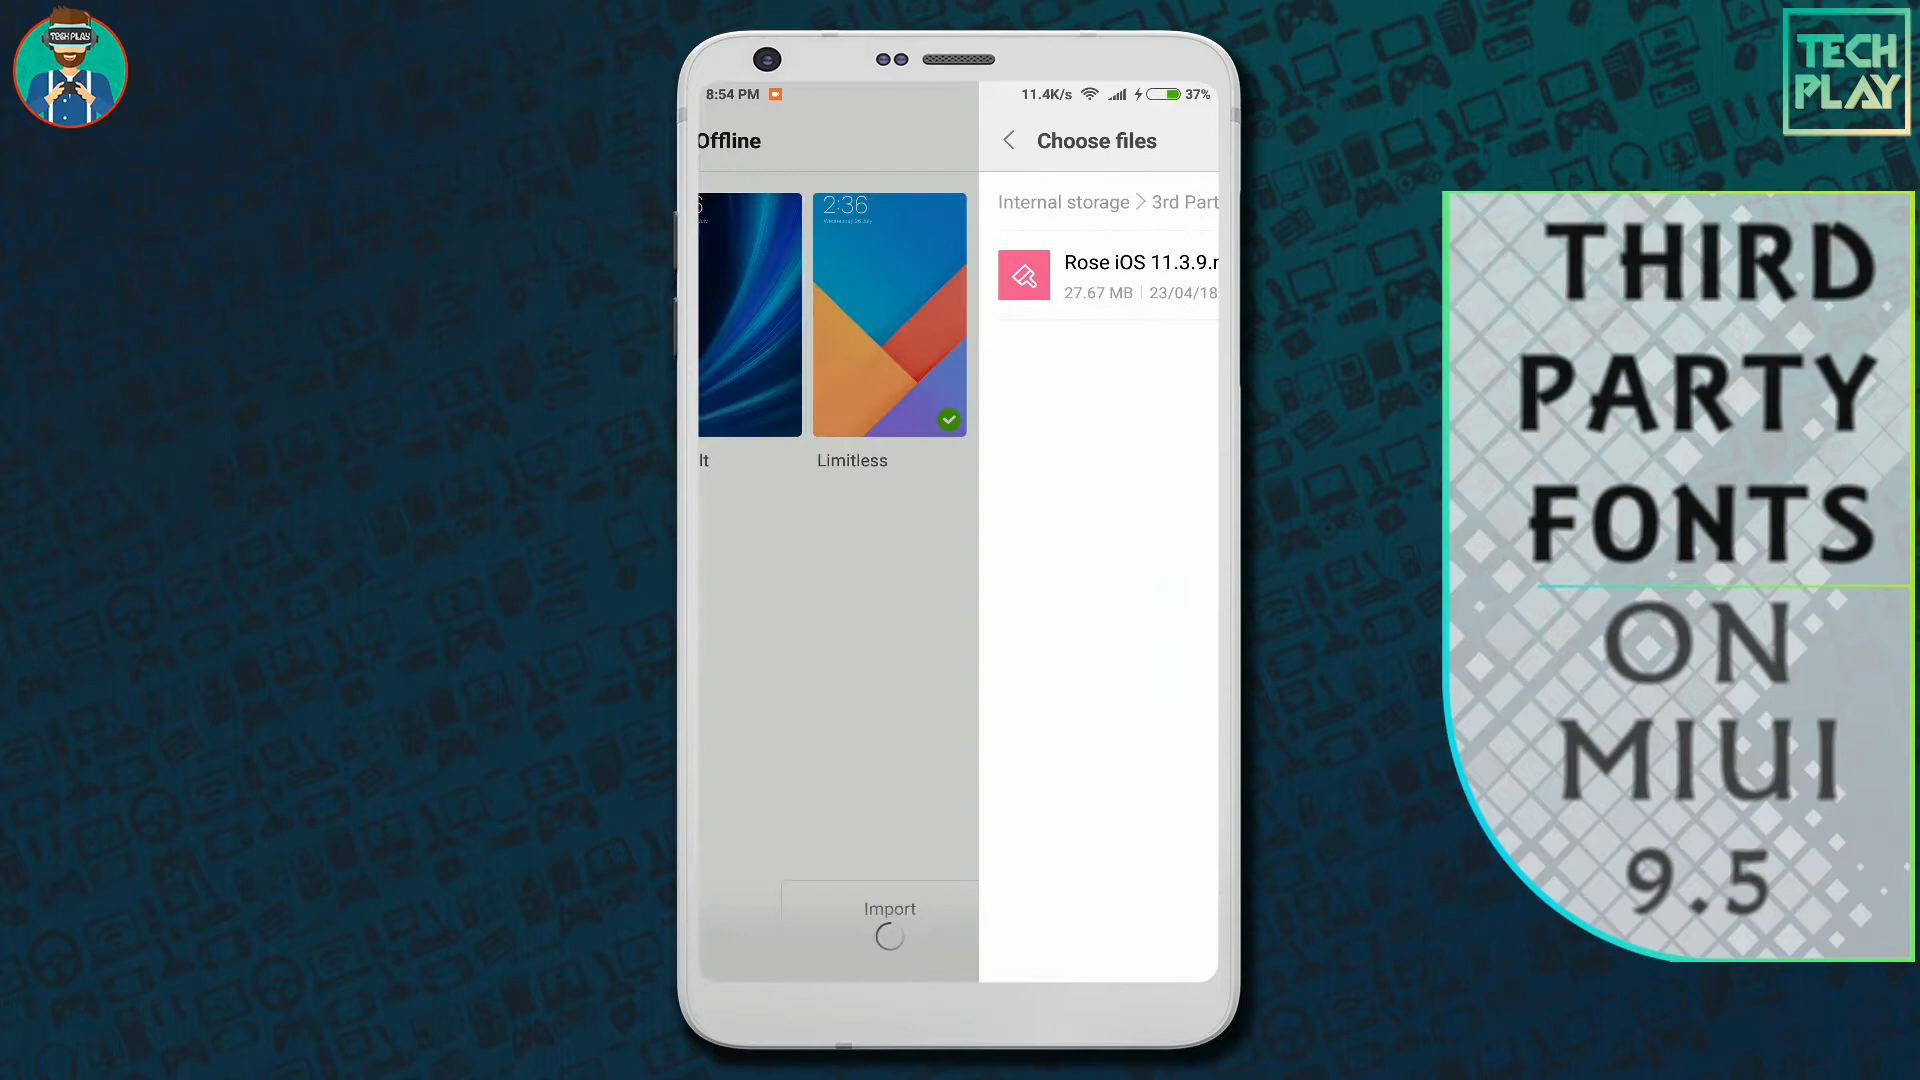 TECH PLAY
8:54 PM
11.4K/s
37%
Offline
Choose files
Internal storage
3rd Part
Rose iOS 11.3.9.
27.67 MB
23/04/18
2:36
lt
Limitless
Import
TECH
PLAY
THIRD
PARTY
FONTS
ON
MIUI
9.5